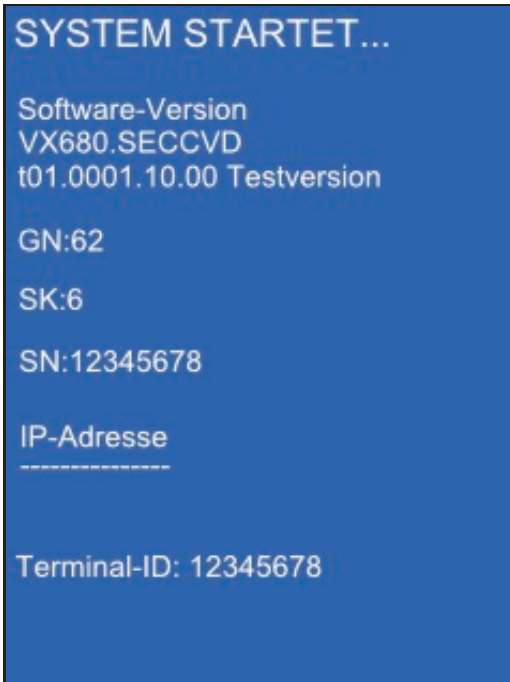 SYSTEM STARTET...
Software-Version
VX680.SECCVD
t01.0001.10.00 Testversion
GN:62
SK:6
SN:12345678
IP-Adresse
---------------
Terminal-ID: 12345678